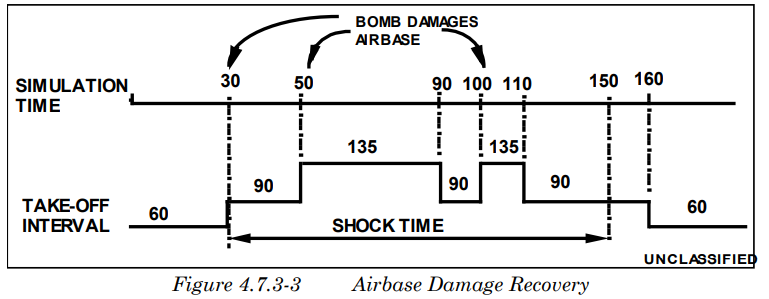 BOMB DAMAGES
AIRBASE
SIMULATION
TIME
30 50 90 100 110 150 160
135 135
90 90 90
TAKE-OFF
INTERVAL
60 60
SHOCK TIME
UNCLASSIFIED
Figure 4.7.3-3 Airbase Damage Recovery